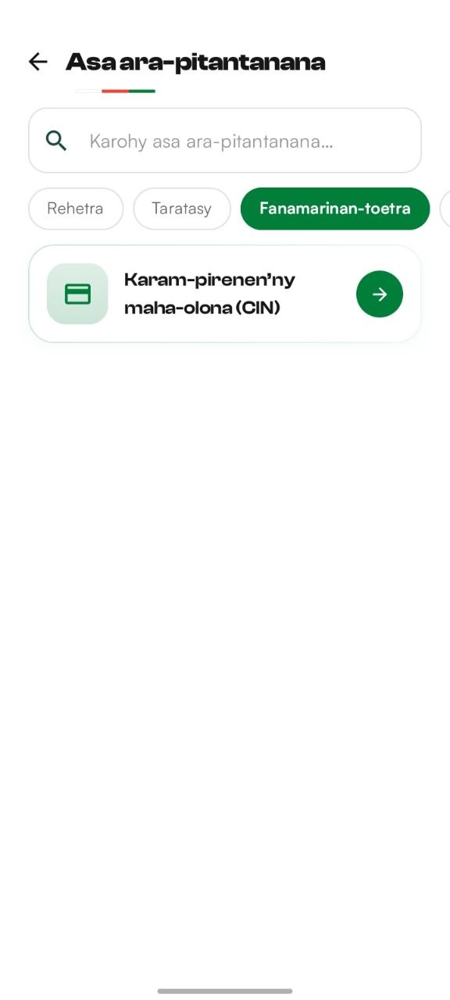 Asa ara-pitantanana
Karohy asa ara-pitantanana...
Rehetra
Taratasy
Fanamarinan-toetra
Karam-pirenen’ny
maha-olona (CIN)